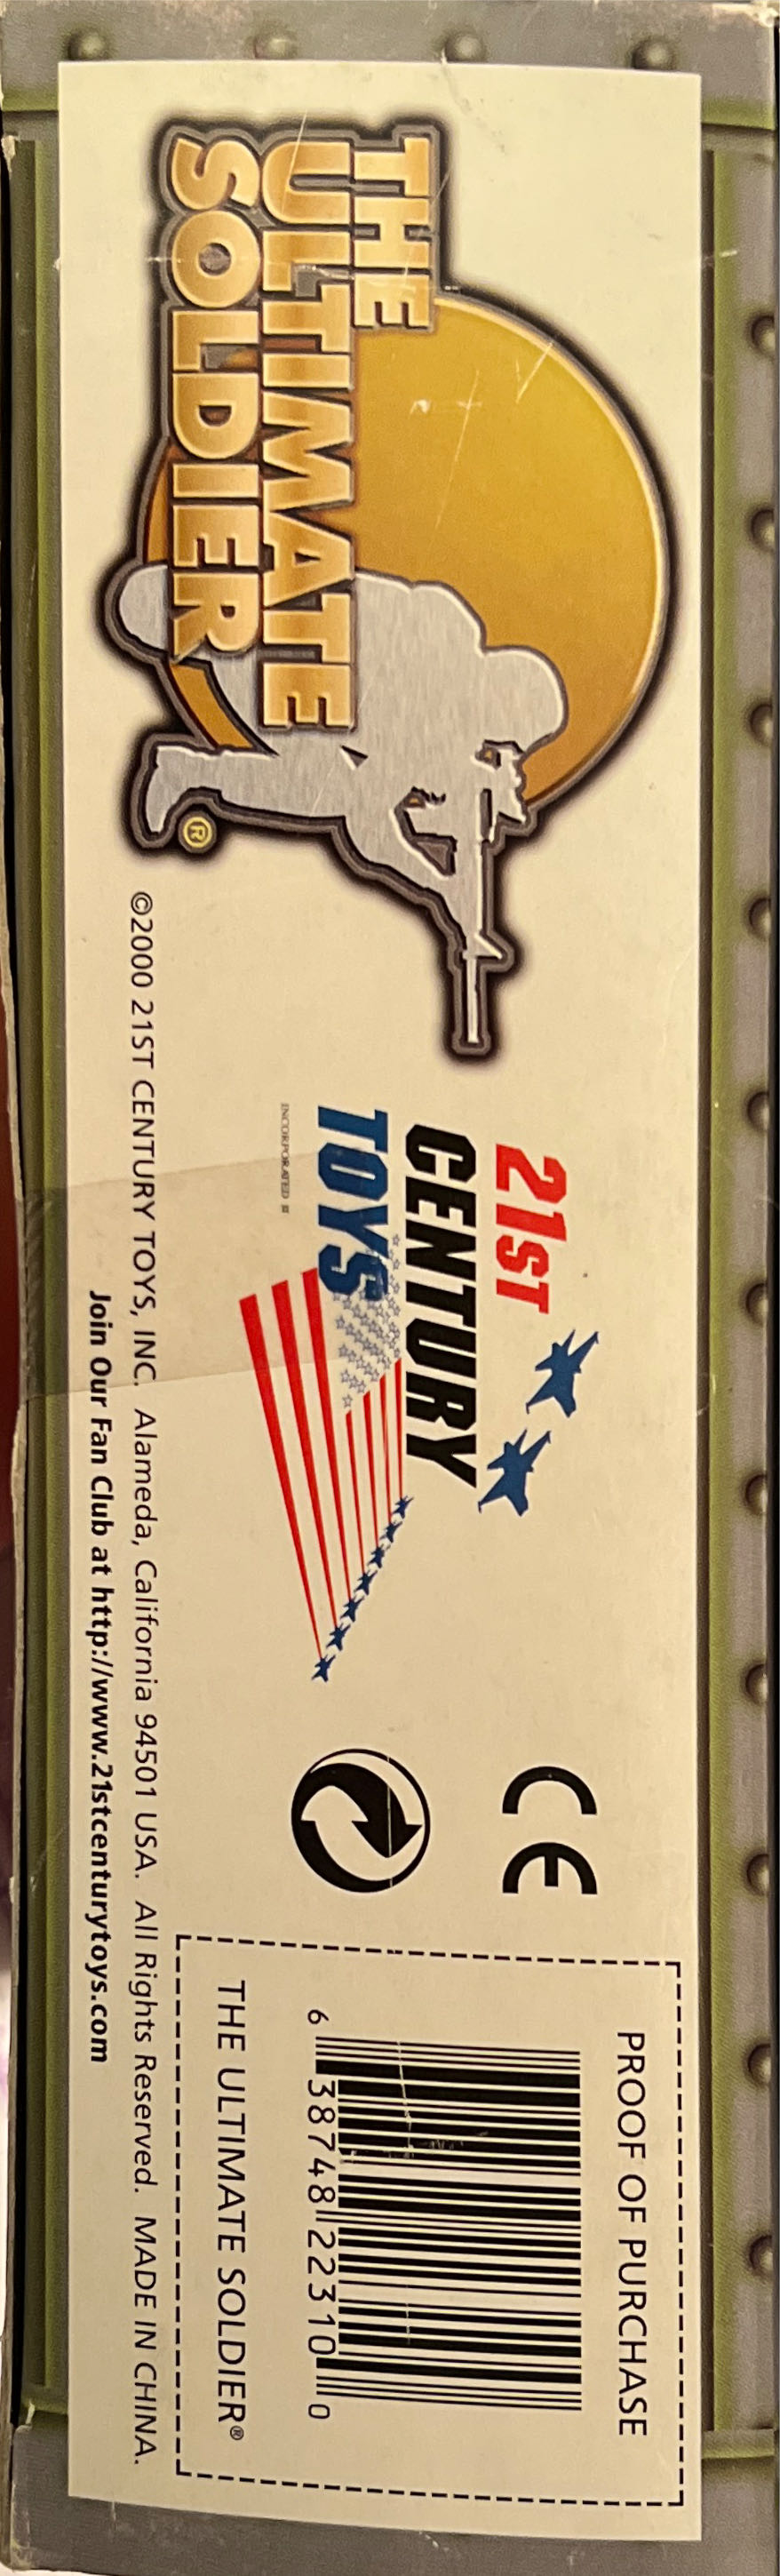 THE
ULTIMATE
SOLDIER
®
21ST
CENTURY
TOYS
INCORPORATED
CE
PROOF OF PURCHASE
6 38748 22310 0
THE ULTIMATE SOLDIER®
©2000 21ST CENTURY TOYS, INC. Alameda, California 94501 USA. All Rights Reserved. MADE IN CHINA.
Join Our Fan Club at http://www.21stcenturytoys.com